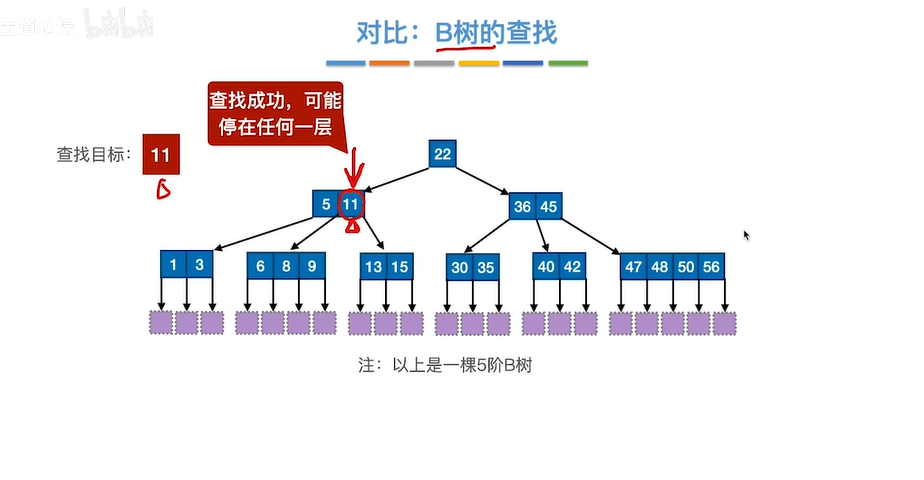 bilibili
对比：B树的查找
查找成功，可能
停在任何一层
查找目标：
11
22
5 11
36 45
1 3
6 8 9
13 15
30 35
40 42
47 48 50 56
注：以上是一棵5阶B树